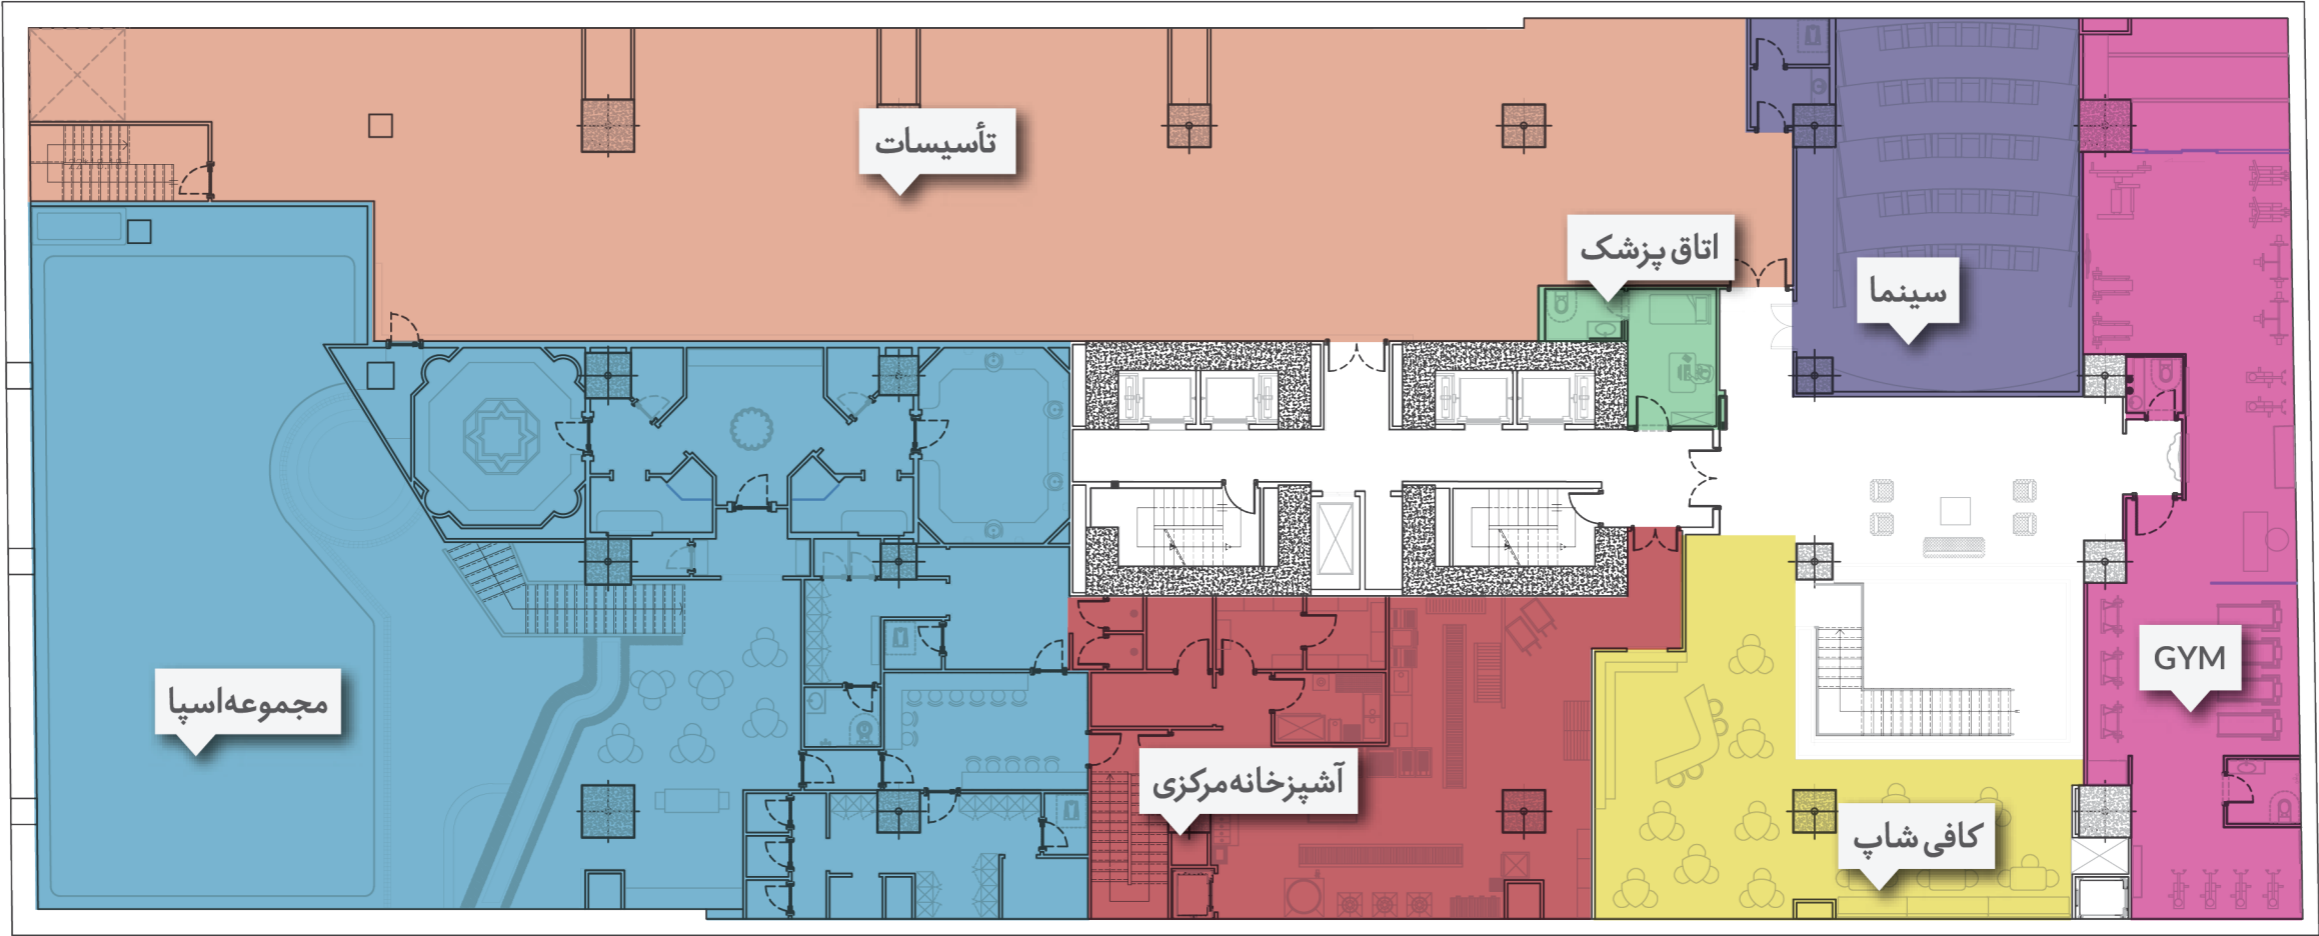 تأسیسات
اتاق پزشک
سینما
GYM
مجموعه‌اسپا
آشپزخانه‌مرکزی
کافی شاپ